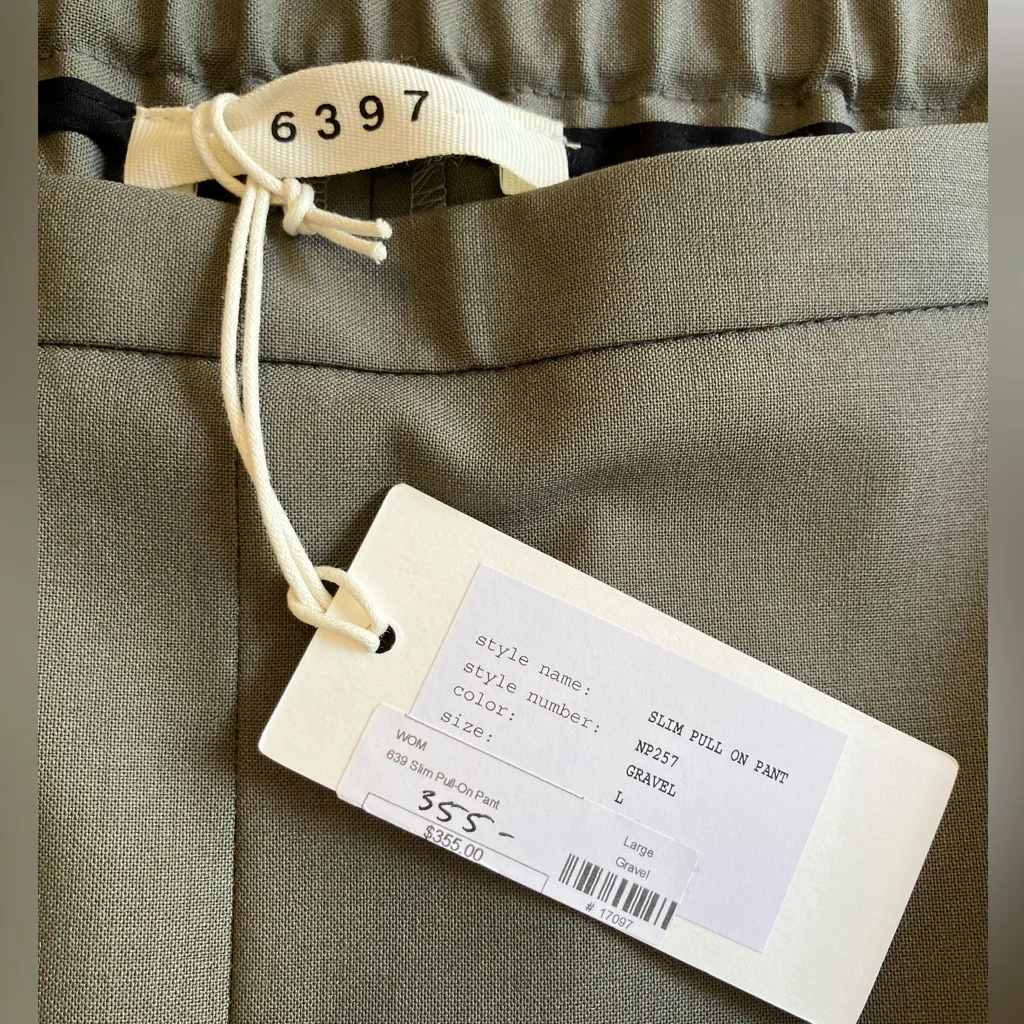 6397
style name: SLIM PULL ON PANT
style number: NP257
color: GRAVEL
size: L
WOM
639 Slim Pull-On Pant
355-
$355.00
Large
Gravel
# 17097